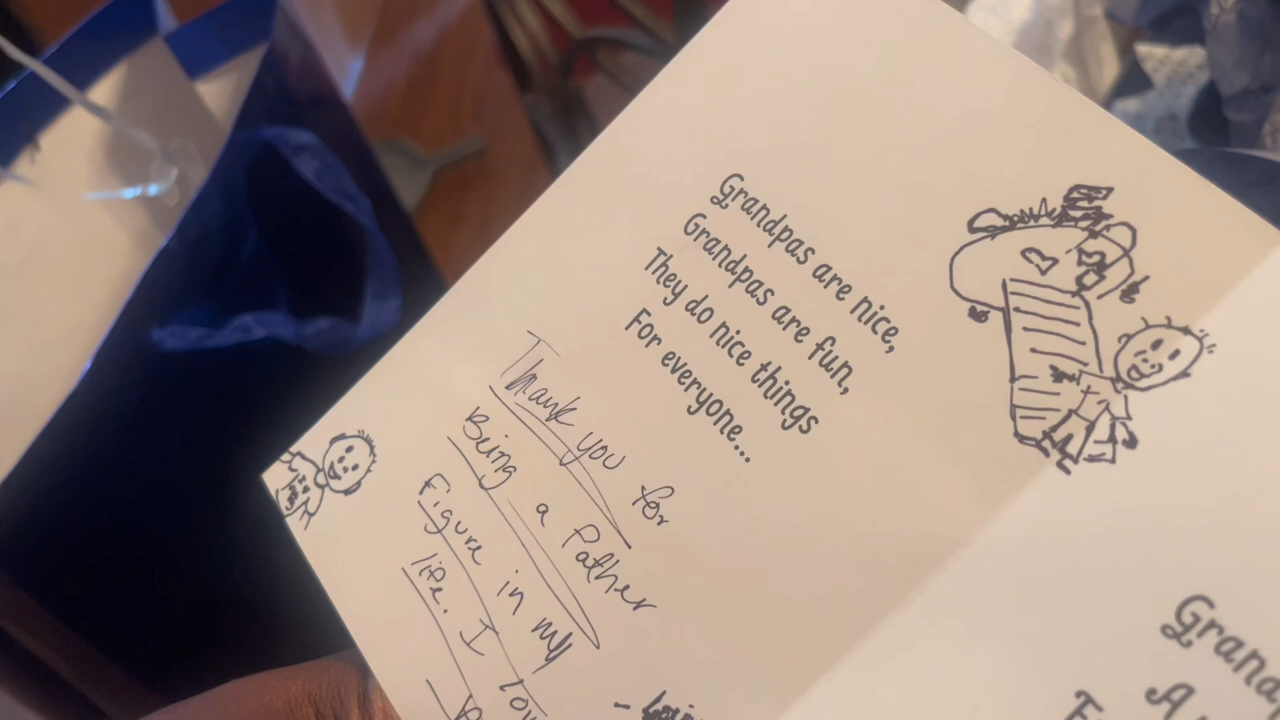 Grandpas are nice,
Grandpas are fun,
They do nice things
For everyone...
Thank you for
Being a Father
Figure in my
life. I lov
Grand
A